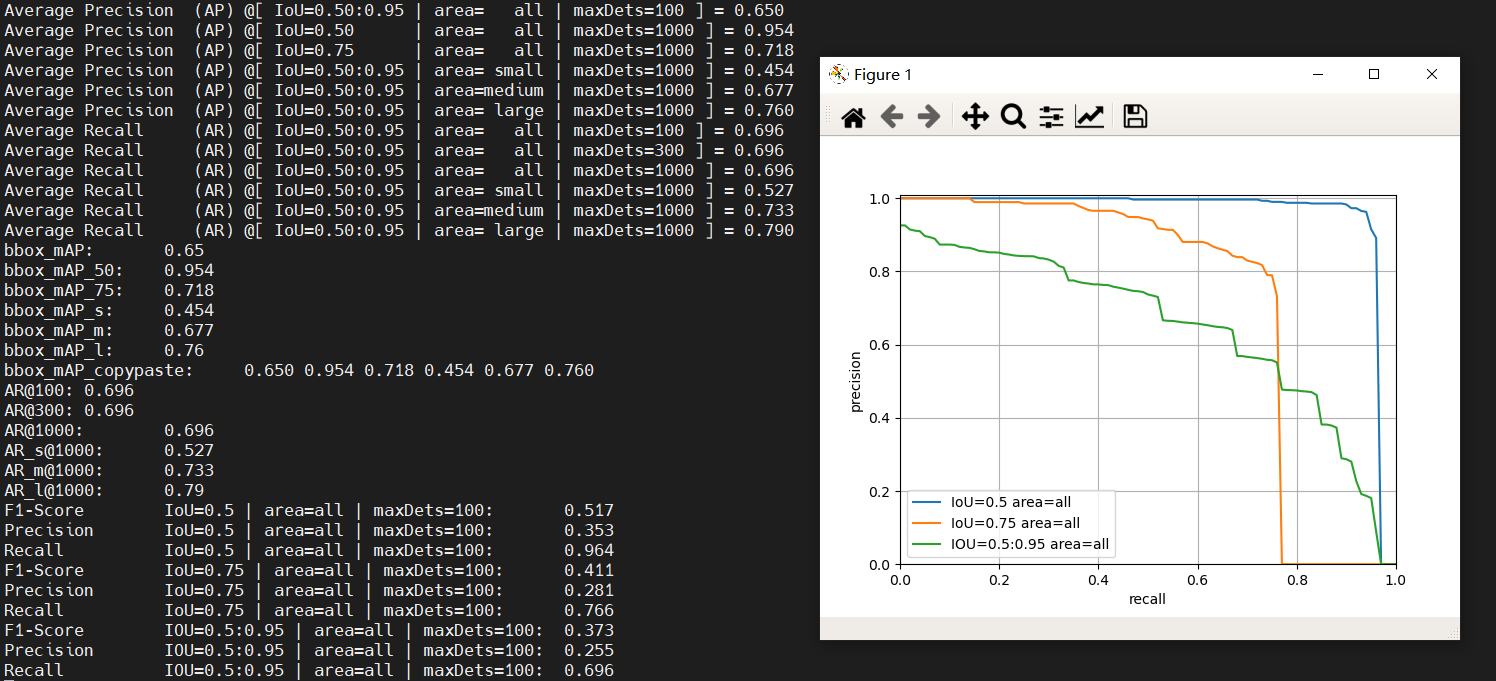 Average Precision  (AP) @[ IoU=0.50:0.95 | area=   all | maxDets=100 ] = 0.650
Average Precision  (AP) @[ IoU=0.50      | area=   all | maxDets=1000 ] = 0.954
Average Precision  (AP) @[ IoU=0.75      | area=   all | maxDets=1000 ] = 0.718
Average Precision  (AP) @[ IoU=0.50:0.95 | area= small | maxDets=1000 ] = 0.454
Average Precision  (AP) @[ IoU=0.50:0.95 | area=medium | maxDets=1000 ] = 0.677
Average Precision  (AP) @[ IoU=0.50:0.95 | area= large | maxDets=1000 ] = 0.760
Average Recall     (AR) @[ IoU=0.50:0.95 | area=   all | maxDets=100 ] = 0.696
Average Recall     (AR) @[ IoU=0.50:0.95 | area=   all | maxDets=300 ] = 0.696
Average Recall     (AR) @[ IoU=0.50:0.95 | area=   all | maxDets=1000 ] = 0.696
Average Recall     (AR) @[ IoU=0.50:0.95 | area= small | maxDets=1000 ] = 0.527
Average Recall     (AR) @[ IoU=0.50:0.95 | area=medium | maxDets=1000 ] = 0.733
Average Recall     (AR) @[ IoU=0.50:0.95 | area= large | maxDets=1000 ] = 0.790
bbox_mAP:       0.65
bbox_mAP_50:    0.954
bbox_mAP_75:    0.718
bbox_mAP_s:     0.454
bbox_mAP_m:     0.677
bbox_mAP_l:     0.76
bbox_mAP_copypaste:     0.650 0.954 0.718 0.454 0.677 0.760
AR@100: 0.696
AR@300: 0.696
AR@1000:        0.696
AR_s@1000:      0.527
AR_m@1000:      0.733
AR_l@1000:      0.79
F1-Score        IoU=0.5 | area=all | maxDets=100:       0.517
Precision       IoU=0.5 | area=all | maxDets=100:       0.353
Recall          IoU=0.5 | area=all | maxDets=100:       0.964
F1-Score        IoU=0.75 | area=all | maxDets=100:      0.411
Precision       IoU=0.75 | area=all | maxDets=100:      0.281
Recall          IoU=0.75 | area=all | maxDets=100:      0.766
F1-Score        IOU=0.5:0.95 | area=all | maxDets=100:  0.373
Precision       IOU=0.5:0.95 | area=all | maxDets=100:  0.255
Recall          IOU=0.5:0.95 | area=all | maxDets=100:  0.696
Figure 1
1.0
0.8
0.6
0.4
0.2
0.0
precision
IoU=0.5 area=all
IoU=0.75 area=all
IOU=0.5:0.95 area=all
0.0 0.2 0.4 0.6 0.8 1.0
recall